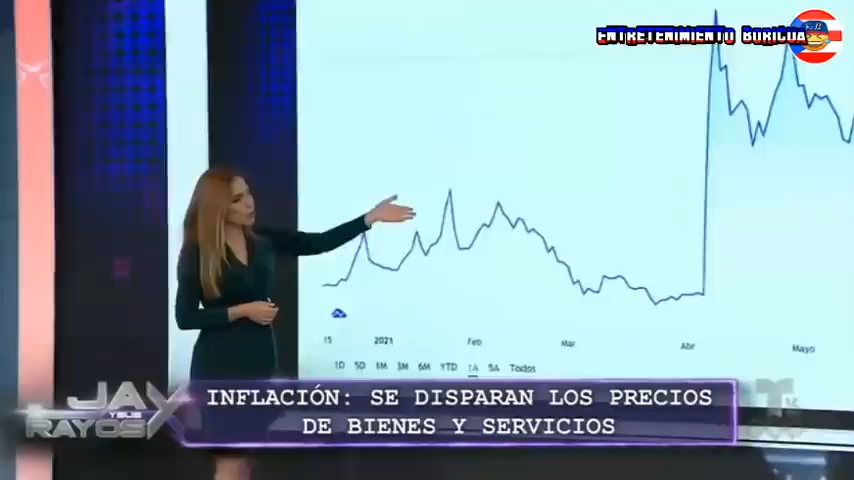 ENTRETENIMIENTO BORICUA
15 2021 Feb Mar Abr Mayo
1D 5D 1M 3M 6M YTD 1A 5A Todos
JAY
Y SUS
RAYOS X
INFLACIÓN: SE DISPARAN LOS PRECIOS
DE BIENES Y SERVICIOS